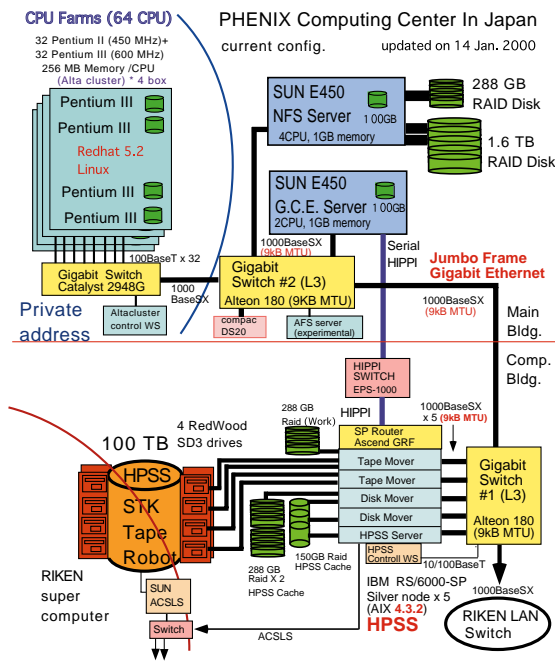 CPU Farms (64 CPU)
PHENIX Computing Center In Japan
32 Pentium II (450 MHz)+
32 Pentium III (600 MHz)
256 MB Memory /CPU
(Alta cluster) * 4 box
current config.
updated on 14 Jan. 2000
Pentium III
Pentium III
Redhat 5.2
Linux
Pentium III
Pentium III
SUN E450
NFS Server
100GB
4CPU, 1GB memory
288 GB
RAID Disk
1.6 TB
RAID Disk
SUN E450
G.C.E. Server
100GB
2CPU, 1GB memory
100BaseT x 32
1000BaseSX
(9kB MTU)
Serial
HIPPI
Jumbo Frame
Gigabit Ethernet
Gigabit Switch
Catalyst 2948G
1000
BaseSX
Gigabit
Switch #2 (L3)
Alteon 180 (9KB MTU)
1000BaseSX
(9kB MTU)
Private
address
Altacluster
control WS
compac
DS20
AFS server
(experimental)
Main
Bldg.
Comp.
Bldg.
HIPPI
SWITCH
EPS-1000
288 GB
Raid (Work)
HIPPI
1000BaseSX
x 5 (9kB MTU)
100 TB
4 RedWood
SD3 drives
SP Router
Ascend GRF
Tape Mover
Tape Mover
Disk Mover
Disk Mover
HPSS Server
Gigabit
Switch
#1 (L3)
Alteon 180
(9kB MTU)
HPSS
STK
Tape
Robot
288 GB
Raid X 2
HPSS Cache
150GB Raid
HPSS Cache
HPSS
Controll WS
10/100BaseT
RIKEN
super
computer
SUN
ACSLS
Switch
ACSLS
IBM RS/6000-SP
Silver node x 5
(AIX 4.3.2)
HPSS
1000BaseSX
RIKEN LAN
Switch